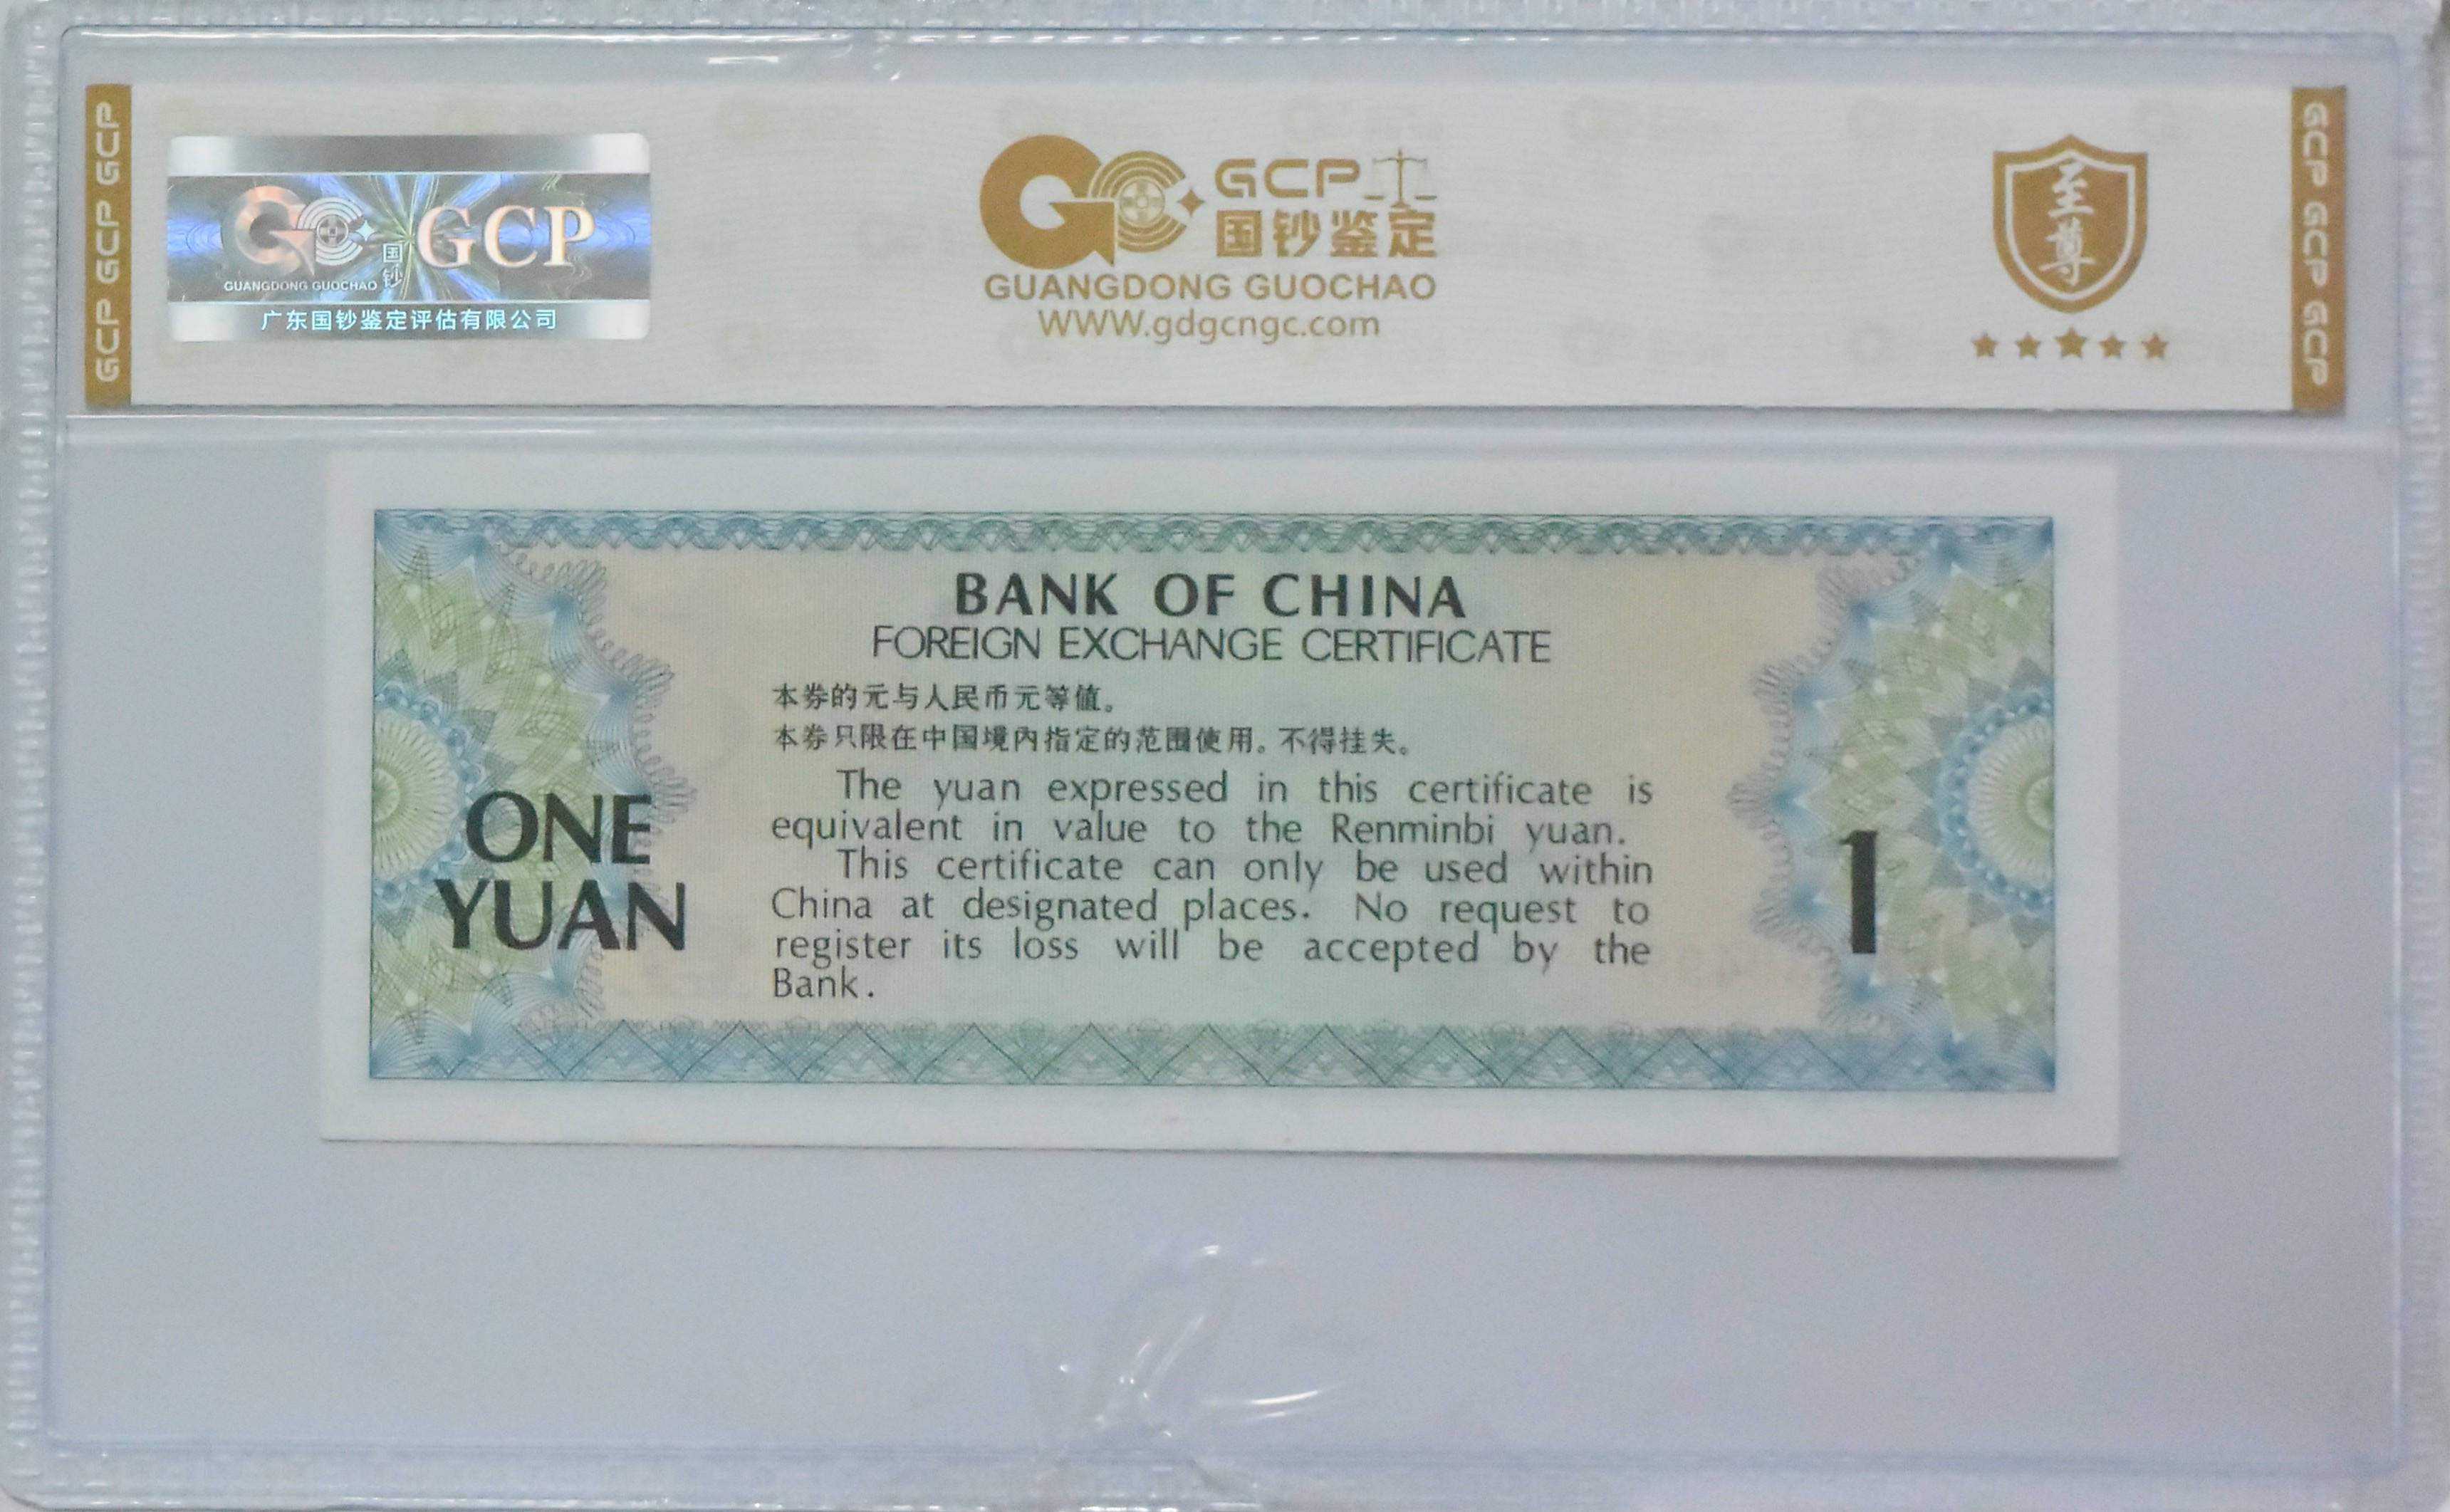 GCP GCP GCP
GC GCP
国钞
GUANGDONG GUOCHAO
广东国钞鉴定评估有限公司
GC GCP
国钞鉴定
GUANGDONG GUOCHAO
WWW.gdgcngc.com
至尊
GCP GCP GCP
BANK OF CHINA
FOREIGN EXCHANGE CERTIFICATE
本券的元与人民币元等值。
本券只限在中国境内指定的范围使用。不得挂失。
The yuan expressed in this certificate is
equivalent in value to the Renminbi yuan.
This certificate can only be used within
China at designated places. No request to
register its loss will be accepted by the
Bank.
ONE
YUAN
1